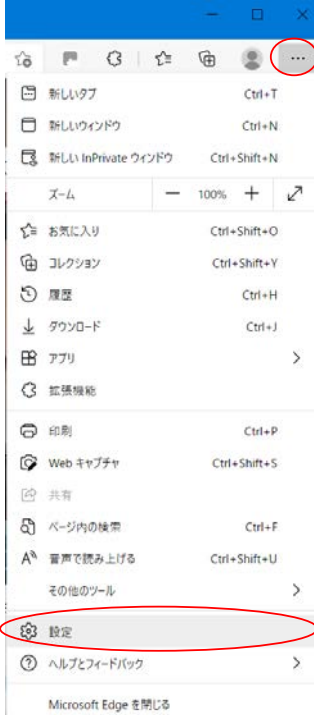 新しいタブ Ctrl+T
新しいウィンドウ Ctrl+N
新しい InPrivate ウィンドウ Ctrl+Shift+N
ズーム 100%
お気に入り Ctrl+Shift+O
コレクション Ctrl+Shift+Y
履歴 Ctrl+H
ダウンロード Ctrl+J
アプリ
拡張機能
印刷 Ctrl+P
Web キャプチャ Ctrl+Shift+S
共有
ページ内の検索 Ctrl+F
音声で読み上げる Ctrl+Shift+U
その他のツール
設定
ヘルプとフィードバック
Microsoft Edge を閉じる